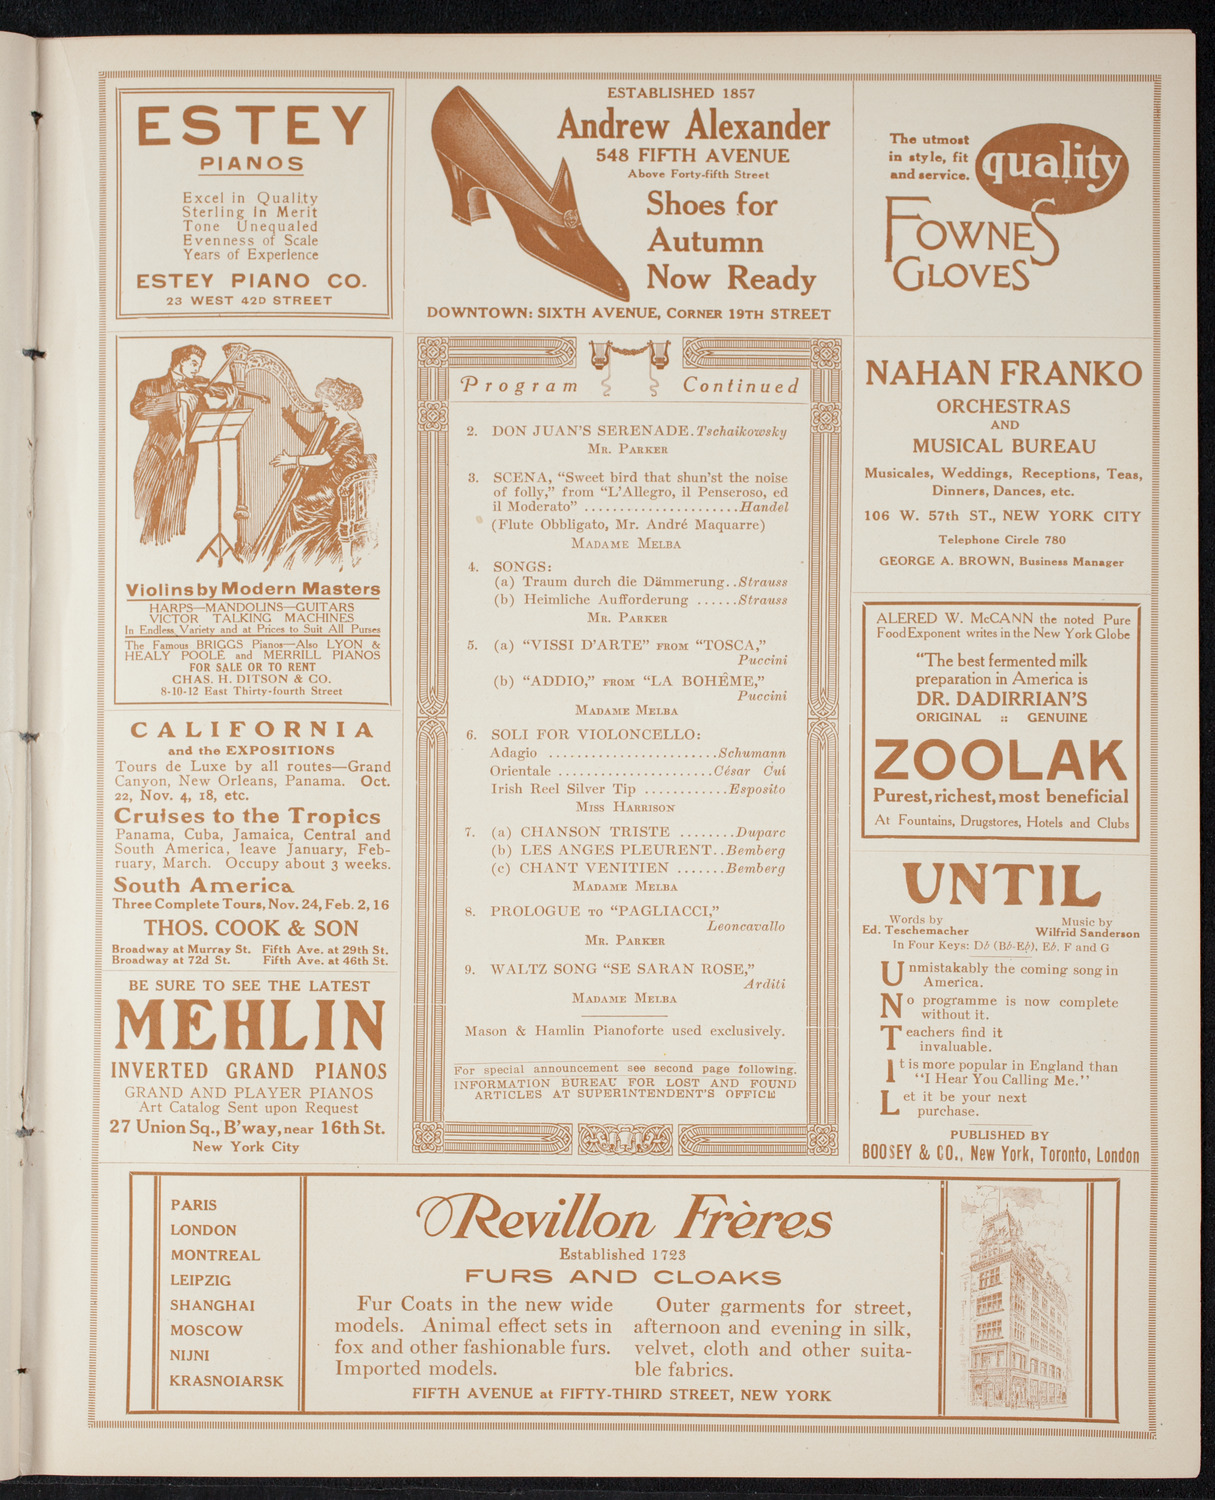 ESTEY
PIANOS
Excel in Quality
Sterling in Merit
Tone Unequaled
Evenness of Scale
Years of Experience
ESTEY PIANO CO.
23 WEST 42D STREET
ESTABLISHED 1857
Andrew Alexander
548 FIFTH AVENUE
Above Forty-fifth Street
Shoes for
Autumn
Now Ready
DOWNTOWN: SIXTH AVENUE, CORNER 19TH STREET
The utmost
in style, fit
and service.
quality
FOWNES
GLOVES
Violins by Modern Masters
HARPS—MANDOLINS—GUITARS
VICTOR TALKING MACHINES
In Endless Variety and at Prices to Suit All Purses
The Famous BRIGGS Pianos—Also LYON &
HEALY POOLE and MERRILL PIANOS
FOR SALE OR TO RENT
CHAS. H. DITSON & CO.
8-10-12 East Thirty-fourth Street
CALIFORNIA
and the EXPOSITIONS
Tours de Luxe by all routes—Grand
Canyon, New Orleans, Panama. Oct.
22, Nov. 4, 18, etc.
Cruises to the Tropics
Panama, Cuba, Jamaica, Central and
South America, leave January, Feb-
ruary, March. Occupy about 3 weeks.
South America
Three Complete Tours, Nov. 24, Feb. 2, 16
THOS. COOK & SON
Broadway at Murray St. Fifth Ave. at 29th St.
Broadway at 72d St. Fifth Ave. at 46th St.
BE SURE TO SEE THE LATEST
MEHLIN
INVERTED GRAND PIANOS
GRAND AND PLAYER PIANOS
Art Catalog Sent upon Request
27 Union Sq., B'way, near 16th St.
New York City
Program Continued
2. DON JUAN'S SERENADE. Tschaikowsky
MR. PARKER
3. SCENA, "Sweet bird that shun'st the noise
of folly," from "L'Allegro, il Penseroso, ed
il Moderato" ......................Handel
(Flute Obbligato, Mr. André Maquarre)
MADAME MELBA
4. SONGS:
(a) Traum durch die Dämmerung..Strauss
(b) Heimliche Aufforderung ......Strauss
MR. PARKER
5. (a) "VISSI D'ARTE" FROM "TOSCA,"
Puccini
(b) "ADDIO," FROM "LA BOHÊME,"
Puccini
MADAME MELBA
6. SOLI FOR VIOLONCELLO:
Adagio ........................Schumann
Orientale ......................César Cui
Irish Reel Silver Tip ............Esposito
MISS HARRISON
7. (a) CHANSON TRISTE ........Duparc
(b) LES ANGES PLEURENT..Bemberg
(c) CHANT VENITIEN .......Bemberg
MADAME MELBA
8. PROLOGUE TO "PAGLIACCI,"
Leoncavallo
MR. PARKER
9. WALTZ SONG "SE SARAN ROSE,"
Arditi
MADAME MELBA
Mason & Hamlin Pianoforte used exclusively.
For special announcement see second page following.
INFORMATION BUREAU FOR LOST AND FOUND
ARTICLES AT SUPERINTENDENT'S OFFICE
NAHAN FRANKO
ORCHESTRAS
AND
MUSICAL BUREAU
Musicales, Weddings, Receptions, Teas,
Dinners, Dances, etc.
106 W. 57th ST., NEW YORK CITY
Telephone Circle 780
GEORGE A. BROWN, Business Manager
ALERED W. McCANN the noted Pure
Food Exponent writes in the New York Globe
"The best fermented milk
preparation in America is
DR. DADIRRIAN'S
ORIGINAL :: GENUINE
ZOOLAK
Purest, richest, most beneficial
At Fountains, Drugstores, Hotels and Clubs
UNTIL
Words by Music by
Ed. Teschemacher Wilfrid Sanderson
In Four Keys: D♭ (B♭-E♭), E♭, F and G
Unmistakably the coming song in
America.
No programme is now complete
without it.
Teachers find it
invaluable.
It is more popular in England than
"I Hear You Calling Me."
Let it be your next
purchase.
PUBLISHED BY
BOOSEY & CO., New York, Toronto, London
PARIS
LONDON
MONTREAL
LEIPZIG
SHANGHAI
MOSCOW
NIJNI
KRASNOIARSK
Revillon Frères
Established 1723
FURS AND CLOAKS
Fur Coats in the new wide
models. Animal effect sets in
fox and other fashionable furs.
Imported models.
Outer garments for street,
afternoon and evening in silk,
velvet, cloth and other suita-
ble fabrics.
FIFTH AVENUE at FIFTY-THIRD STREET, NEW YORK